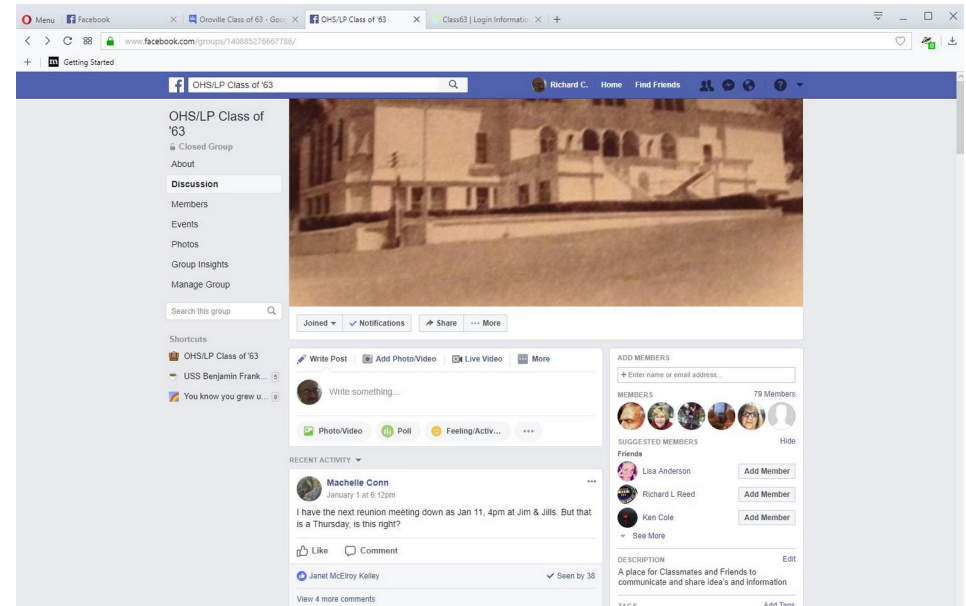 Menu
Facebook
Oroville Class of 63 - Goo
OHS/LP Class of '63
Class63 | Login Informatio
www.facebook.com/groups/140885276667786/
Getting Started
OHS/LP Class of '63
Richard C.
Home
Find Friends
OHS/LP Class of
'63
Closed Group
About
Discussion
Members
Events
Photos
Group Insights
Manage Group
Search this group
Shortcuts
OHS/LP Class of '63
USS Benjamin Frank...
You know you grew u...
Joined
Notifications
Share
... More
Write Post
Add Photo/Video
Live Video
More
Write something...
Photo/Video
Poll
Feeling/Activ...
RECENT ACTIVITY
Machelle Conn
January 1 at 6:12pm
I have the next reunion meeting down as Jan 11, 4pm at Jim & Jills. But that
is a Thursday, is this right?
Like
Comment
Janet McElroy Kelley
Seen by 38
View 4 more comments
ADD MEMBERS
+ Enter name or email address...
MEMBERS
79 Members
SUGGESTED MEMBERS
Hide
Friends
Lisa Anderson
Add Member
Richard L Reed
Add Member
Ken Cole
Add Member
See More
DESCRIPTION
Edit
A place for Classmates and Friends to
communicate and share idea's and information
TAGS
Add Tags